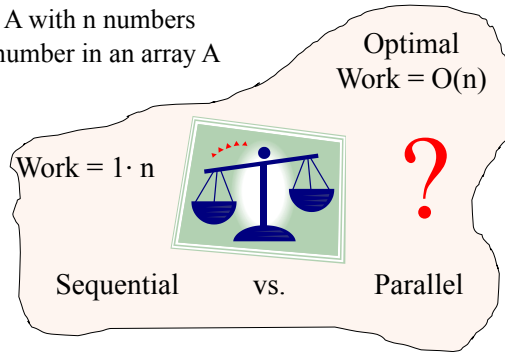 A with n numbers
number in an array A
Optimal
Work = O(n)
Work = 1· n
?
Sequential vs. Parallel